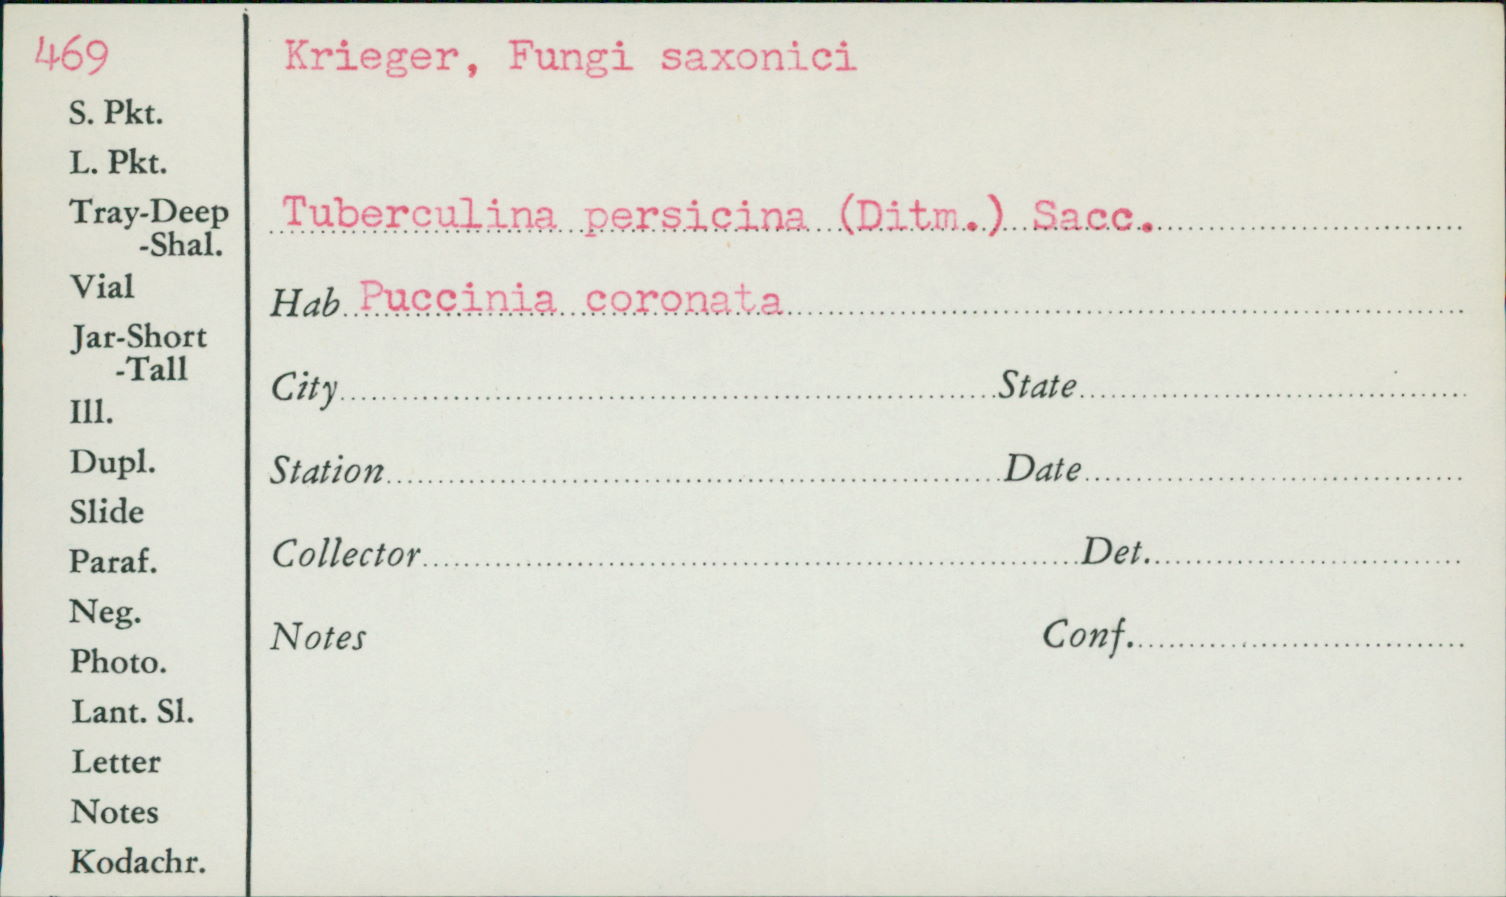 469
Krieger, Fungi saxonici
S. Pkt.
L. Pkt.
Tray-Deep
-Shal.
Vial
Jar-Short
-Tall
Ill.
Dupl.
Slide
Paraf.
Neg.
Photo.
Lant. Sl.
Letter
Notes
Kodachr.
Tuberculina persicina (Ditm.) Sacc.
Hab Puccinia coronata
City State
Station Date
Collector Det.
Notes Conf.